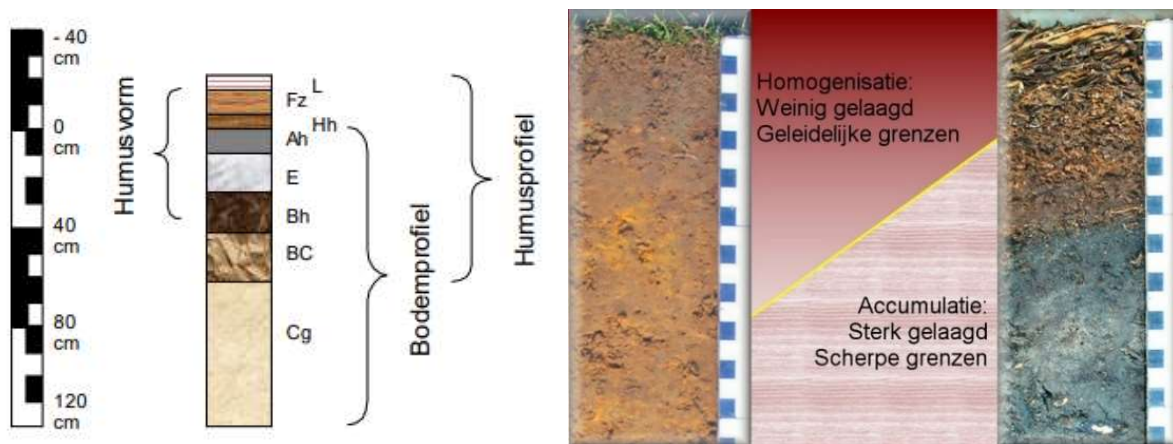 - 40
cm
0
cm
40
cm
80
cm
120
cm
Humusvorm
L
Fz
Hh
Ah
E
Bh
BC
Cg
Bodemprofiel
Humusprofiel
Homogenisatie:
Weinig gelaagd
Geleidelijke grenzen
Accumulatie:
Sterk gelaagd
Scherpe grenzen